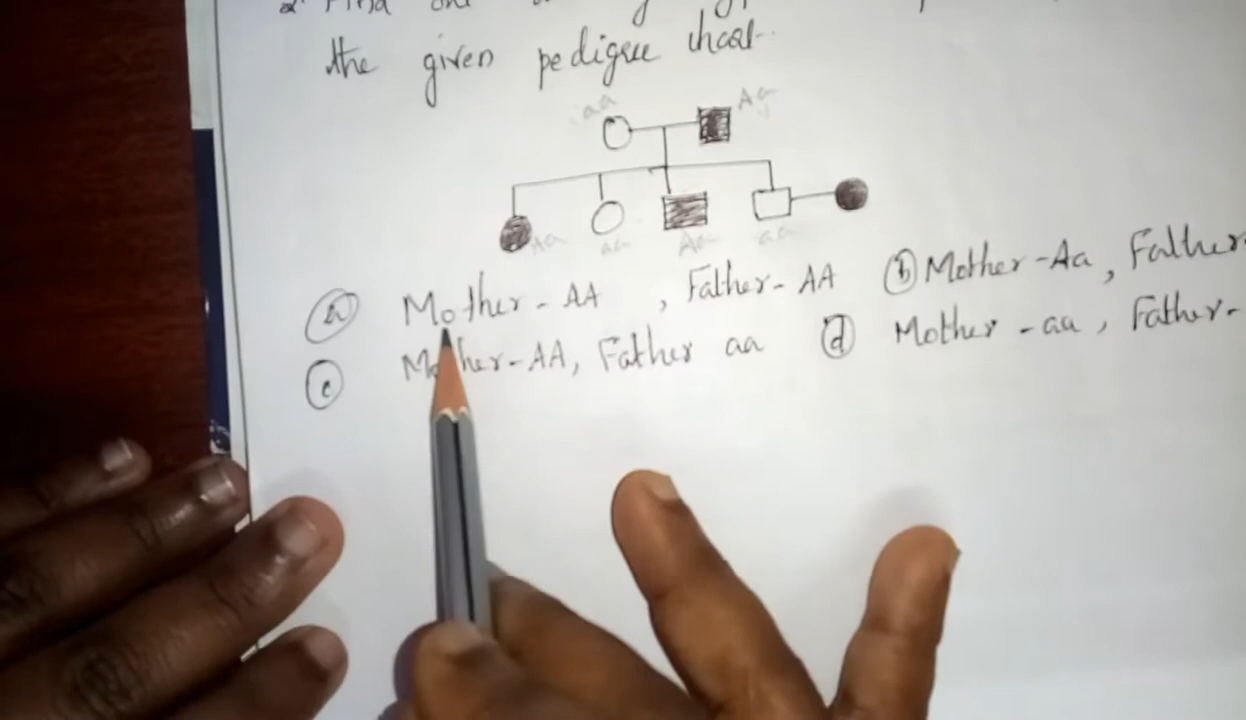 the given pedigree chart.
aa Aa
Aa aa Aa aa
(a) Mother - AA , Father - AA (b) Mother - Aa , Father
(c) Mother - AA, Father aa (d) Mother - aa , Father -